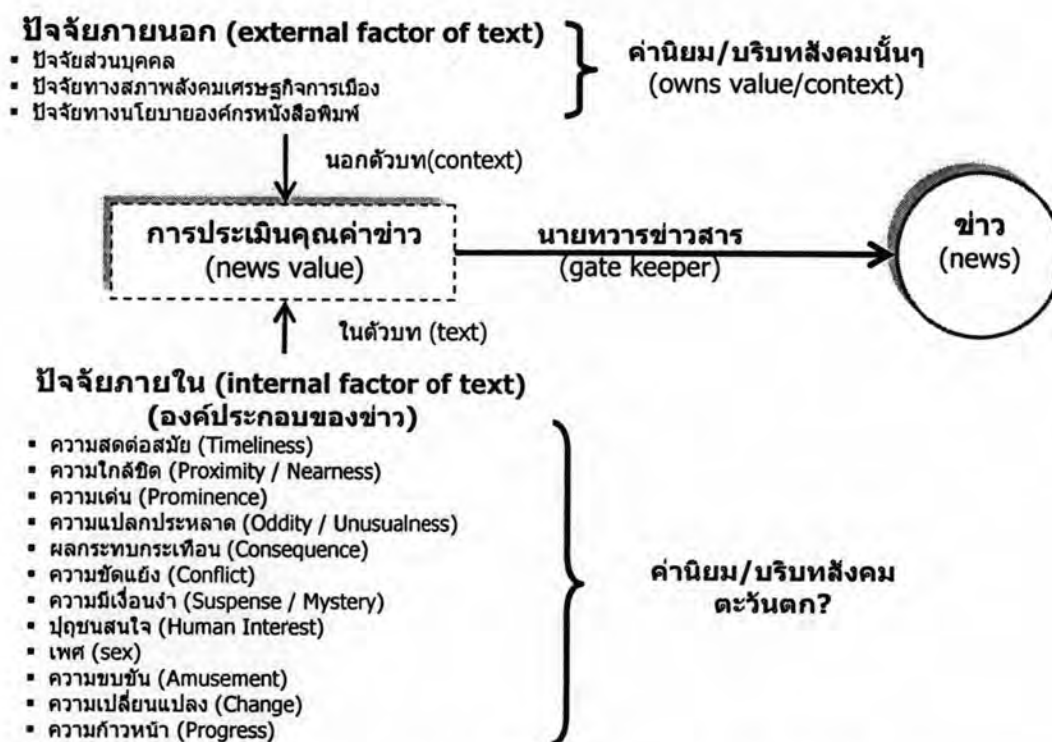 ปัจจัยภายนอก (external factor of text)
▪ ปัจจัยส่วนบุคคล
▪ ปัจจัยทางสภาพสังคมเศรษฐกิจการเมือง
▪ ปัจจัยทางนโยบายองค์กรหนังสือพิมพ์
ค่านิยม/บริบทสังคมนั้นๆ
(owns value/context)
นอกตัวบท(context)
การประเมินคุณค่าข่าว
(news value)
นายทวารข่าวสาร
(gate keeper)
ข่าว
(news)
ในตัวบท (text)
ปัจจัยภายใน (internal factor of text)
(องค์ประกอบของข่าว)
▪ ความสดต่อสมัย (Timeliness)
▪ ความใกล้ชิด (Proximity / Nearness)
▪ ความเด่น (Prominence)
▪ ความแปลกประหลาด (Oddity / Unusualness)
▪ ผลกระทบกระเทือน (Consequence)
▪ ความขัดแย้ง (Conflict)
▪ ความมีเงื่อนงำ (Suspense / Mystery)
▪ ปุถุชนสนใจ (Human Interest)
▪ เพศ (sex)
▪ ความขบขัน (Amusement)
▪ ความเปลี่ยนแปลง (Change)
▪ ความก้าวหน้า (Progress)
ค่านิยม/บริบทสังคม
ตะวันตก?